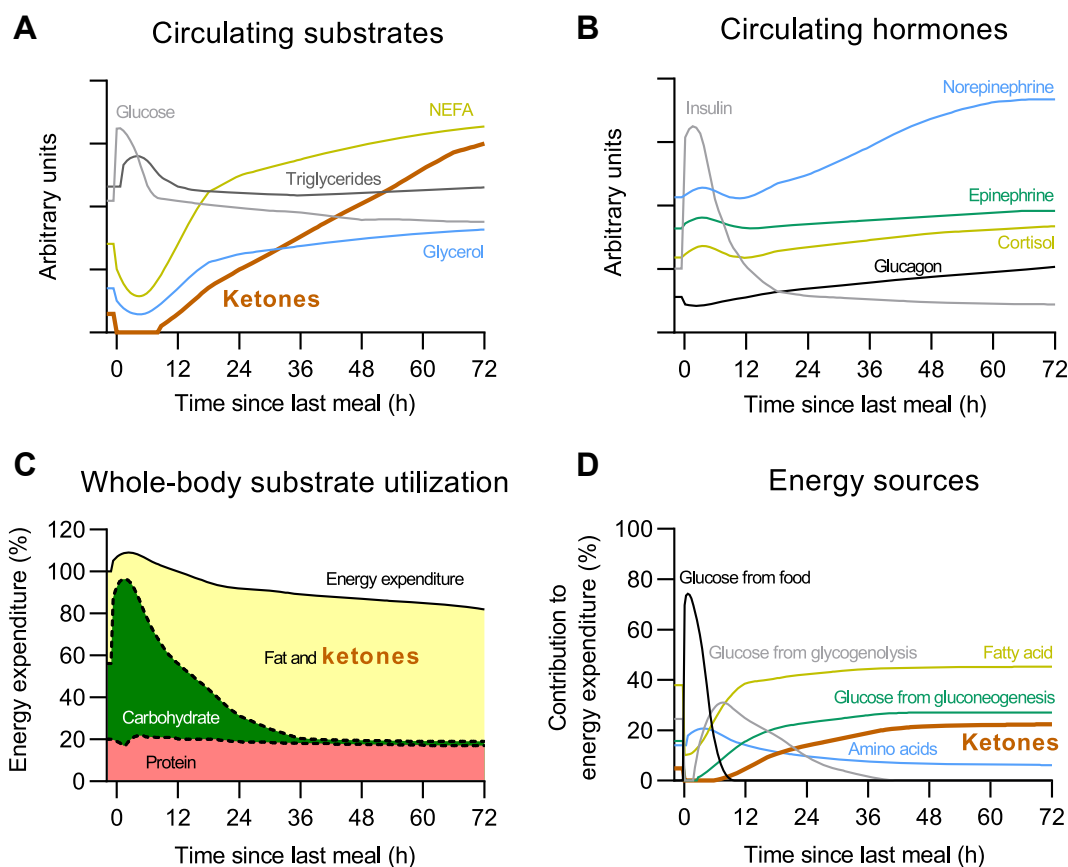 A
Circulating substrates
Arbitrary units
Glucose
NEFA
Triglycerides
Glycerol
Ketones
0 12 24 36 48 60 72
Time since last meal (h)
B
Circulating hormones
Arbitrary units
Norepinephrine
Insulin
Epinephrine
Cortisol
Glucagon
0 12 24 36 48 60 72
Time since last meal (h)
C
Whole-body substrate utilization
Energy expenditure (%)
120
100
80
60
40
20
0
Energy expenditure
Fat and ketones
Carbohydrate
Protein
0 12 24 36 48 60 72
Time since last meal (h)
D
Energy sources
Contribution to
energy expenditure (%)
100
80
60
40
20
0
Glucose from food
Glucose from glycogenolysis
Fatty acid
Glucose from gluconeogenesis
Ketones
Amino acids
0 12 24 36 48 60 72
Time since last meal (h)